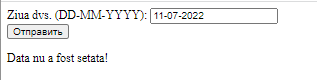 Ziua dvs. (DD-MM-YYYY): 11-07-2022
Отправить
Data nu a fost setata!